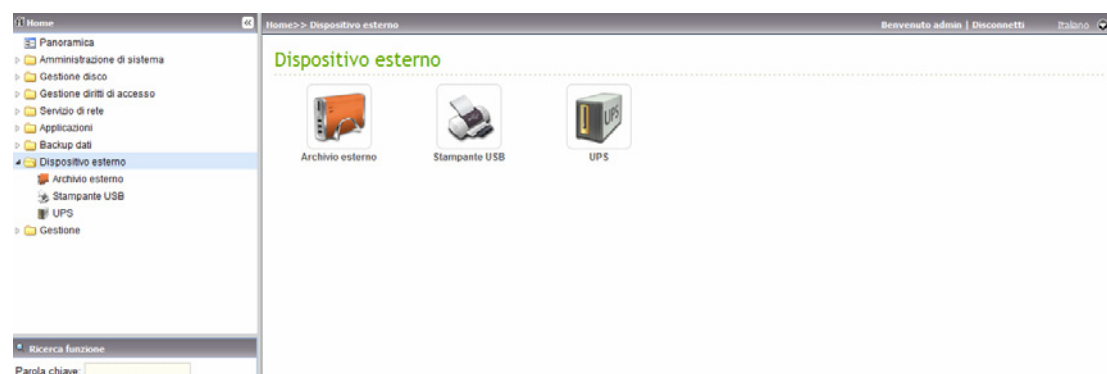 Home
Home>> Dispositivo esterno
Benvenuto admin | Disconnetti
Italiano
Panoramica
Amministrazione di sistema
Gestione disco
Gestione diritti di accesso
Servizio di rete
Applicazioni
Backup dati
Dispositivo esterno
Archivio esterno
Stampante USB
UPS
Gestione
Ricerca funzione
Parola chiave:
Dispositivo esterno
UPS
Archivio esterno
Stampante USB
UPS